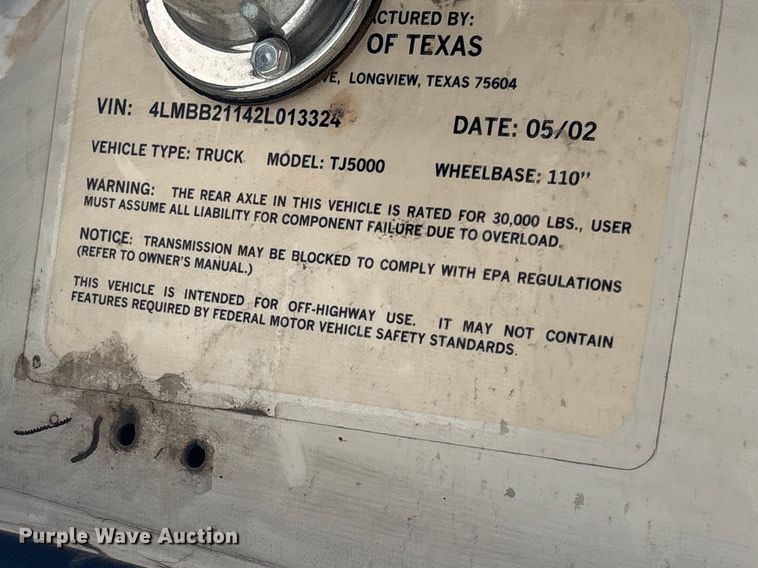 ACTURED BY:
OF TEXAS
VE, LONGVIEW, TEXAS 75604
VIN: 4LMBB21142L013324
DATE: 05/02
VEHICLE TYPE: TRUCK MODEL: TJ5000 WHEELBASE: 110"
WARNING: THE REAR AXLE IN THIS VEHICLE IS RATED FOR 30,000 LBS., USER
MUST ASSUME ALL LIABILITY FOR COMPONENT FAILURE DUE TO OVERLOAD.
NOTICE: TRANSMISSION MAY BE BLOCKED TO COMPLY WITH EPA REGULATIONS
(REFER TO OWNER'S MANUAL.)
THIS VEHICLE IS INTENDED FOR OFF-HIGHWAY USE. IT MAY NOT CONTAIN
FEATURES REQUIRED BY FEDERAL MOTOR VEHICLE SAFETY STANDARDS.
Purple Wave Auction